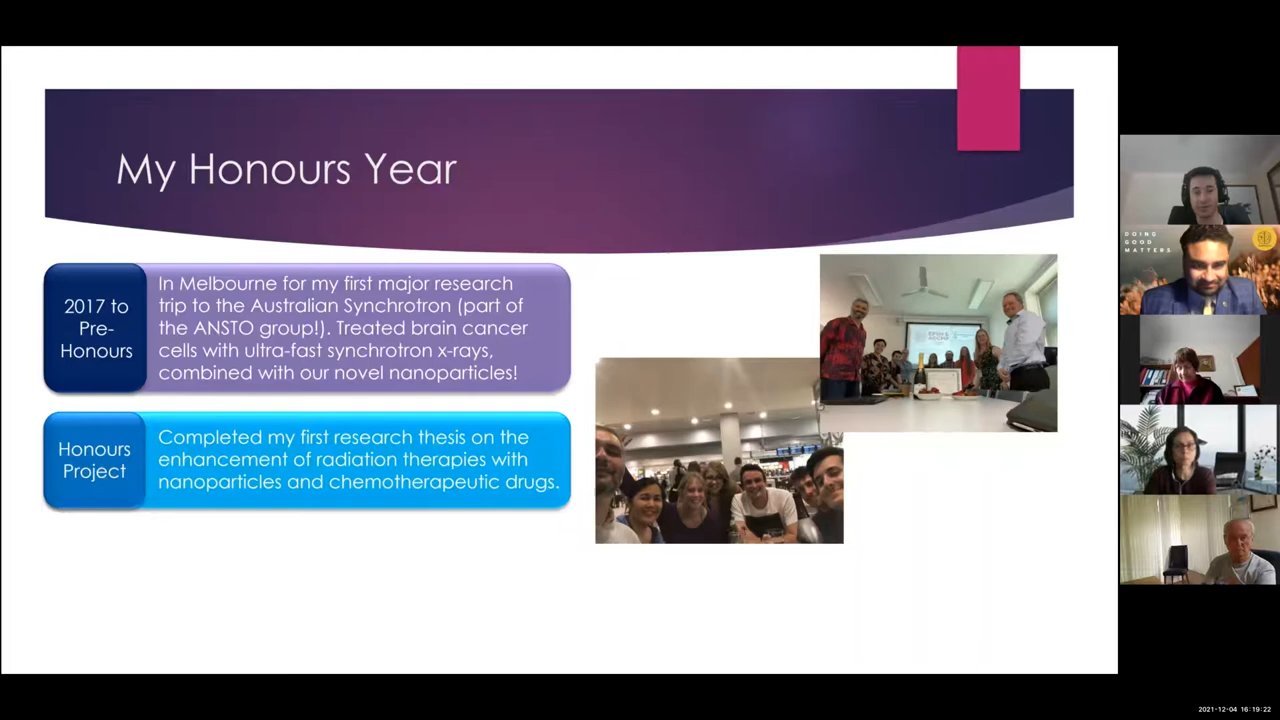 My Honours Year
2017 to
Pre-
Honours
In Melbourne for my first major research
trip to the Australian Synchrotron (part of
the ANSTO group!). Treated brain cancer
cells with ultra-fast synchrotron x-rays,
combined with our novel nanoparticles!
Honours
Project
Completed my first research thesis on the
enhancement of radiation therapies with
nanoparticles and chemotherapeutic drugs.
DOING
GOOD
MATTERS
2021-12-04 16:19:22